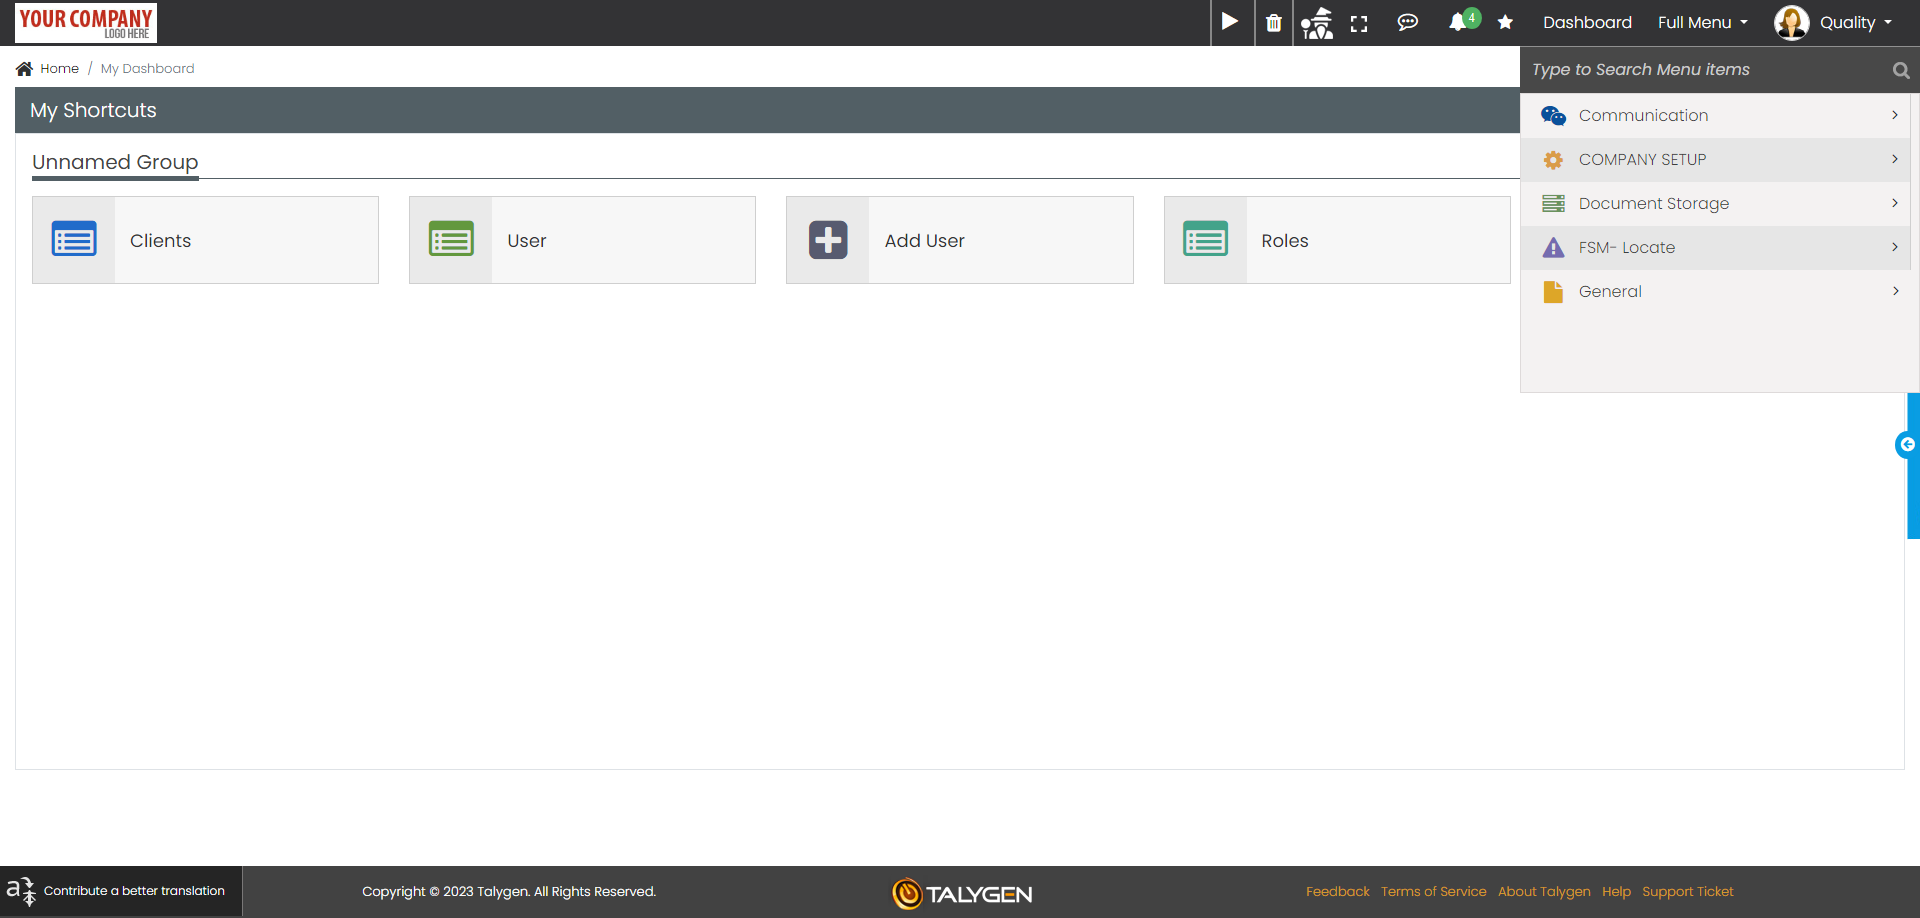 YOUR COMPANY
LOGO HERE
4
Dashboard
Full Menu
Quality
Home / My Dashboard
Type to Search Menu items
My Shortcuts
Communication
COMPANY SETUP
Document Storage
FSM- Locate
General
Unnamed Group
Clients
User
Add User
Roles
Contribute a better translation
Copyright © 2023 Talygen. All Rights Reserved.
TALYGEN
Feedback Terms of Service About Talygen Help Support Ticket